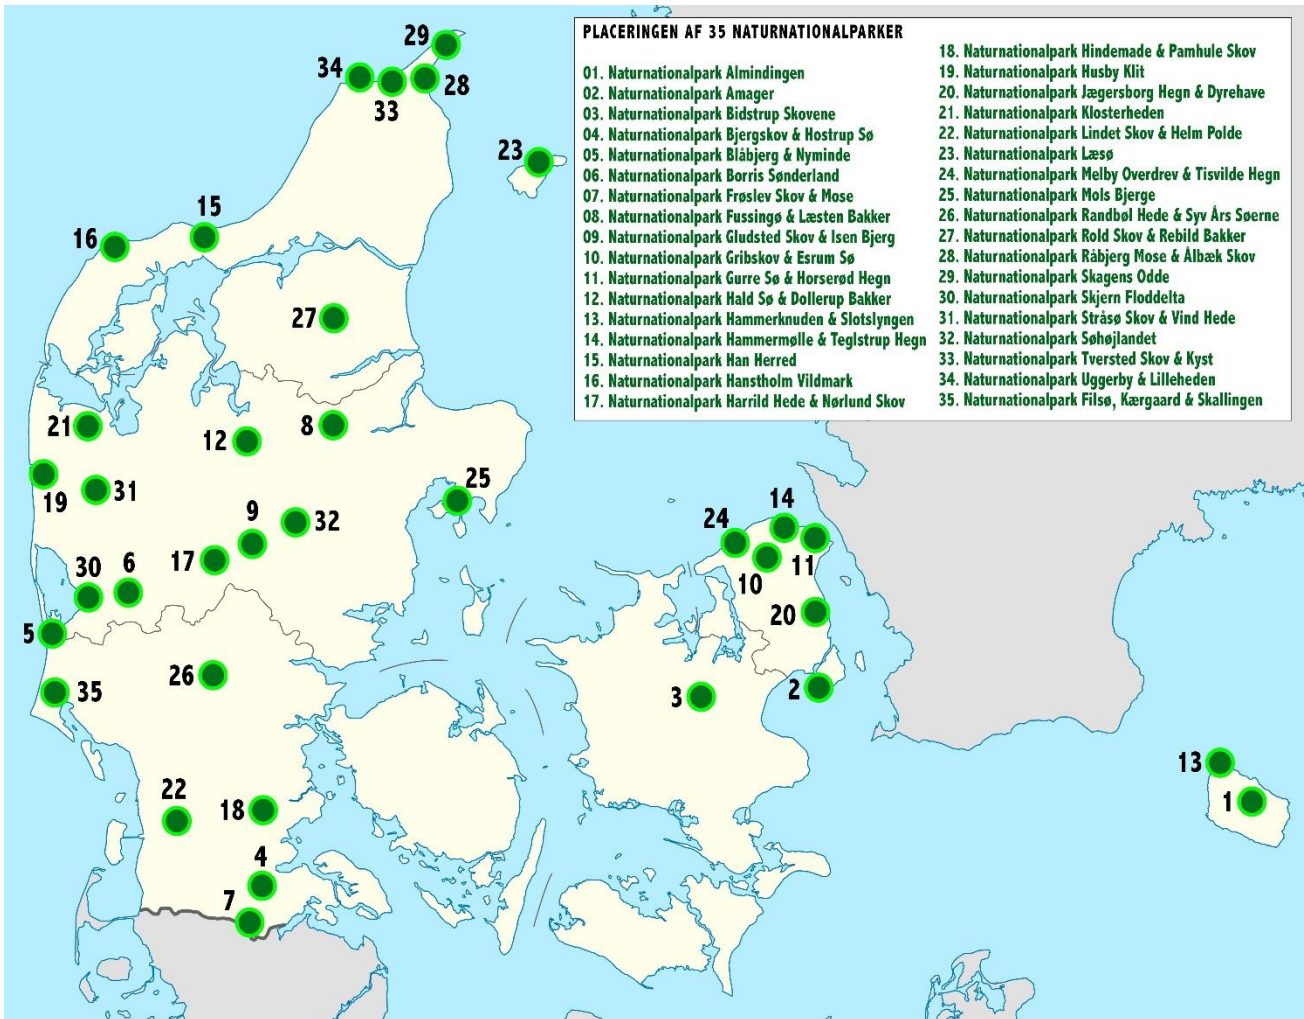 PLACERINGEN AF 35 NATURNATIONALPARKER
01. Naturnationalpark Almindingen
02. Naturnationalpark Amager
03. Naturnationalpark Bidstrup Skovene
04. Naturnationalpark Bjergskov & Hostrup Sø
05. Naturnationalpark Blåbjerg & Nyminde
06. Naturnationalpark Borris Sønderland
07. Naturnationalpark Frøslev Skov & Mose
08. Naturnationalpark Fussingø & Læsten Bakker
09. Naturnationalpark Gludsted Skov & Isen Bjerg
10. Naturnationalpark Gribskov & Esrum Sø
11. Naturnationalpark Gurre Sø & Horserød Hegn
12. Naturnationalpark Hald Sø & Dollerup Bakker
13. Naturnationalpark Hammerknuden & Slotslyngen
14. Naturnationalpark Hammermølle & Teglstrup Hegn
15. Naturnationalpark Han Herred
16. Naturnationalpark Hanstholm Vildmark
17. Naturnationalpark Harrild Hede & Nørlund Skov
18. Naturnationalpark Hindemade & Pamhule Skov
19. Naturnationalpark Husby Klit
20. Naturnationalpark Jægersborg Hegn & Dyrehave
21. Naturnationalpark Klosterheden
22. Naturnationalpark Lindet Skov & Helm Polde
23. Naturnationalpark Læsø
24. Naturnationalpark Melby Overdrev & Tisvilde Hegn
25. Naturnationalpark Mols Bjerge
26. Naturnationalpark Randbøl Hede & Syv Års Søerne
27. Naturnationalpark Rold Skov & Rebild Bakker
28. Naturnationalpark Råbjerg Mose & Ålbæk Skov
29. Naturnationalpark Skagens Odde
30. Naturnationalpark Skjern Floddelta
31. Naturnationalpark Stråsø Skov & Vind Hede
32. Naturnationalpark Søhøjlandet
33. Naturnationalpark Tversted Skov & Kyst
34. Naturnationalpark Uggerby & Lilleheden
35. Naturnationalpark Filsø, Kærgaard & Skallingen
29
34
33
28
23
15
16
27
21
12
8
19
31
25
9
32
14
24
17
10
11
30
6
20
5
26
35
3
2
13
22
18
1
4
7